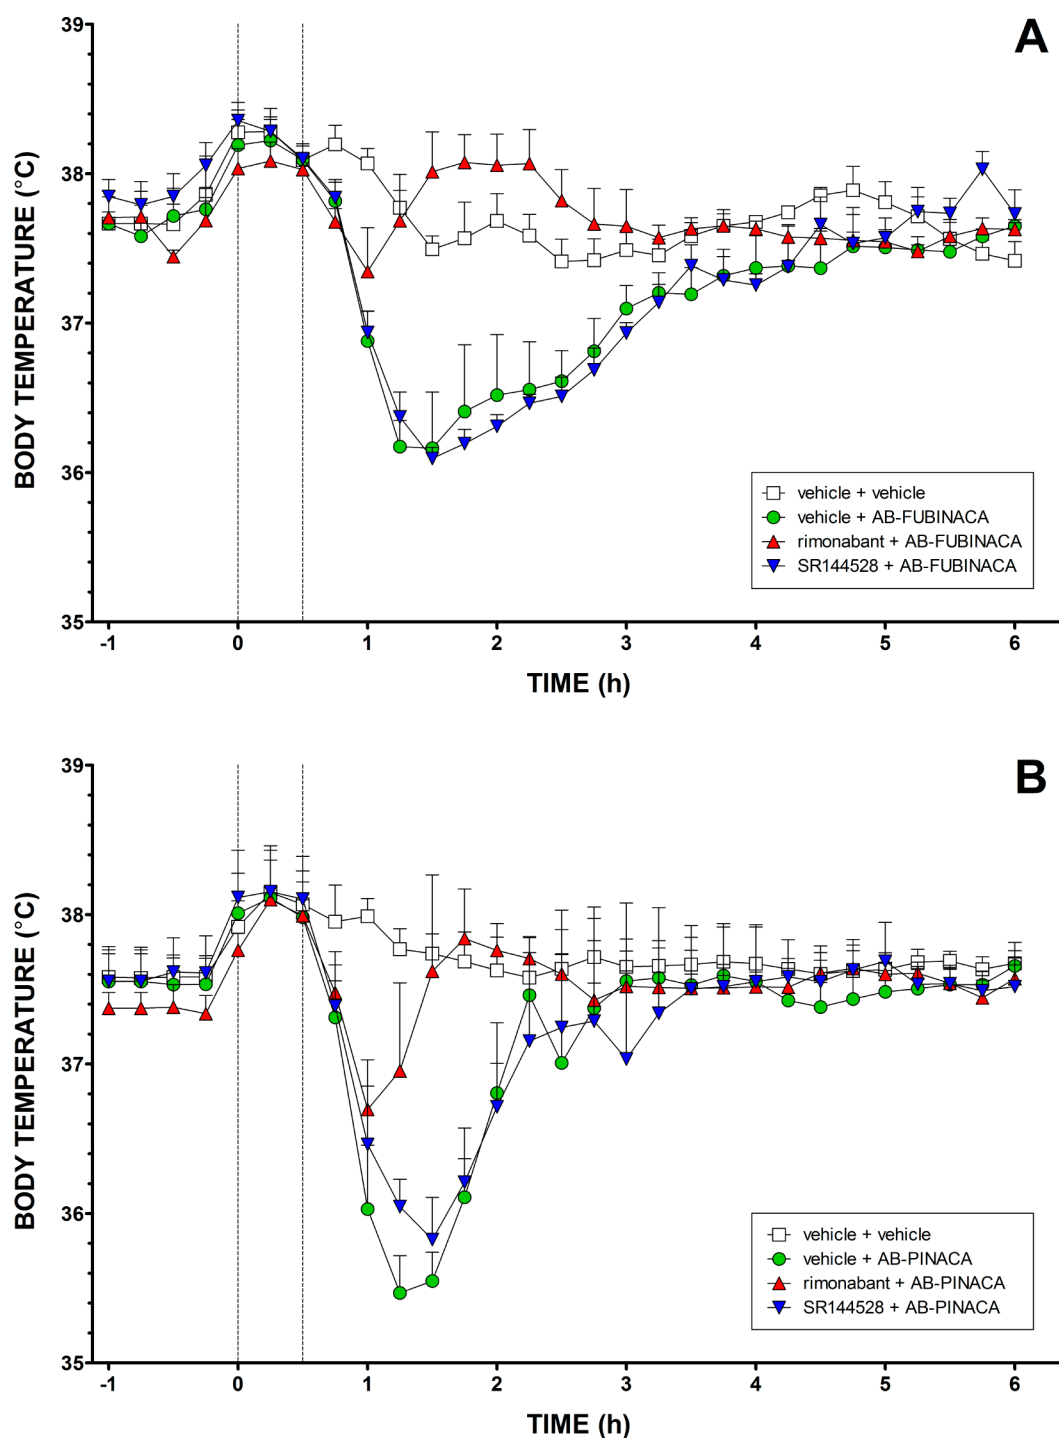 A
39
38
37
36
35
BODY TEMPERATURE (°C)
-1 0 1 2 3 4 5 6
TIME (h)
vehicle + vehicle
vehicle + AB-FUBINACA
rimonabant + AB-FUBINACA
SR144528 + AB-FUBINACA
B
39
38
37
36
35
BODY TEMPERATURE (°C)
-1 0 1 2 3 4 5 6
TIME (h)
vehicle + vehicle
vehicle + AB-PINACA
rimonabant + AB-PINACA
SR144528 + AB-PINACA